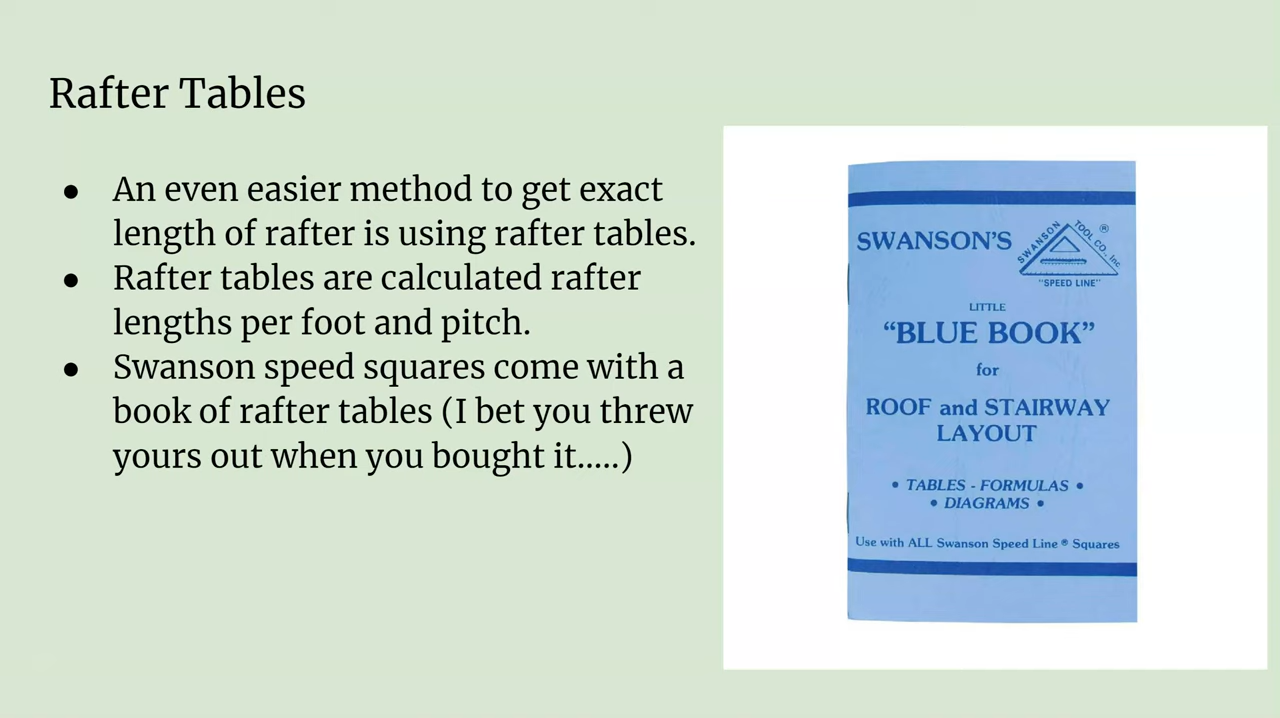 Rafter Tables
● An even easier method to get exact
length of rafter is using rafter tables.
● Rafter tables are calculated rafter
lengths per foot and pitch.
● Swanson speed squares come with a
book of rafter tables (I bet you threw
yours out when you bought it.....)
SWANSON'S
SWANSON TOOL CO., Inc ®
"SPEED LINE"
LITTLE
“BLUE BOOK”
for
ROOF and STAIRWAY
LAYOUT
• TABLES - FORMULAS •
• DIAGRAMS •
Use with ALL Swanson Speed Line ® Squares